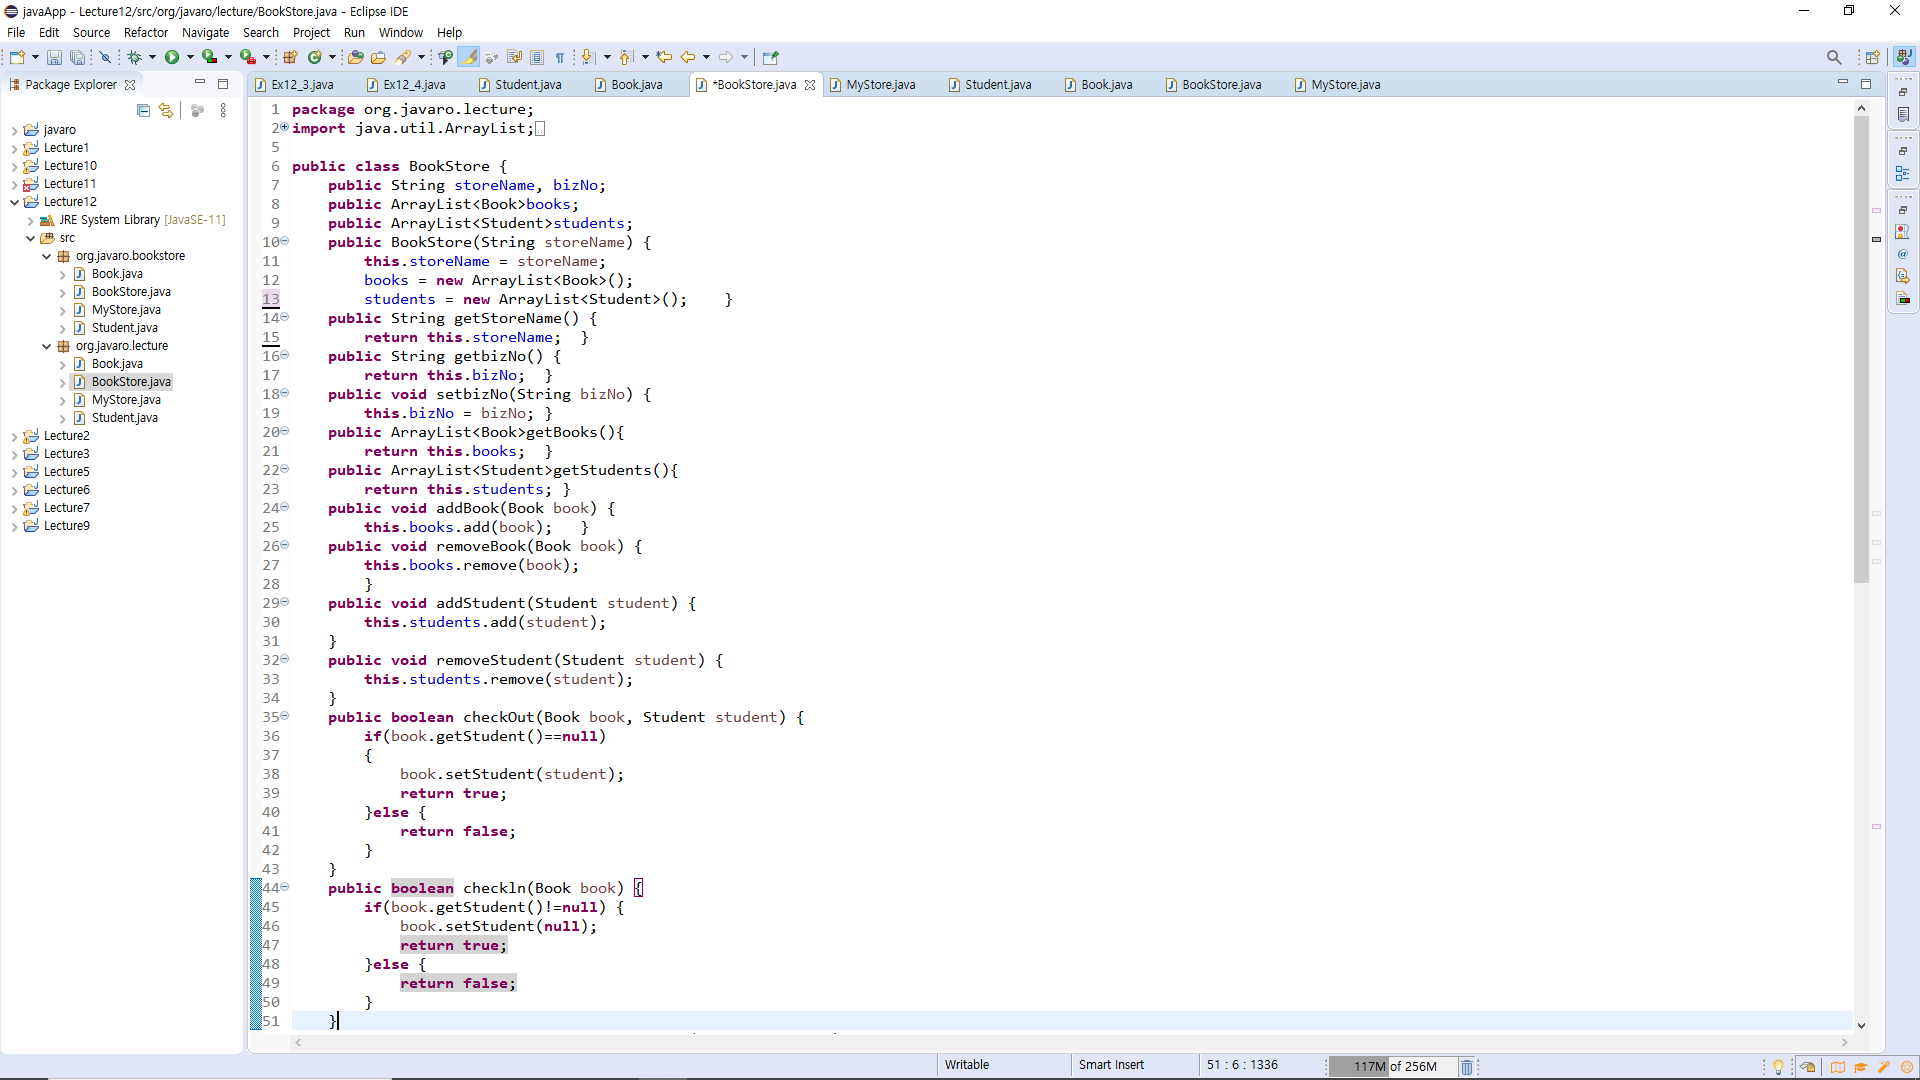 javaApp - Lecture12/src/org/javaro/lecture/BookStore.java - Eclipse IDE
File Edit Source Refactor Navigate Search Project Run Window Help
Package Explorer
Ex12_3.java Ex12_4.java Student.java Book.java *BookStore.java MyStore.java Student.java Book.java BookStore.java MyStore.java
javaro
Lecture1
Lecture10
Lecture11
Lecture12
JRE System Library [JavaSE-11]
src
org.javaro.bookstore
Book.java
BookStore.java
MyStore.java
Student.java
org.javaro.lecture
Book.java
BookStore.java
MyStore.java
Student.java
Lecture2
Lecture3
Lecture5
Lecture6
Lecture7
Lecture9
1 package org.javaro.lecture;
2 import java.util.ArrayList;
5
6 public class BookStore {
7     public String storeName, bizNo;
8     public ArrayList<Book>books;
9     public ArrayList<Student>students;
10     public BookStore(String storeName) {
11         this.storeName = storeName;
12         books = new ArrayList<Book>();
13         students = new ArrayList<Student>();    }
14     public String getStoreName() {
15         return this.storeName;  }
16     public String getbizNo() {
17         return this.bizNo;  }
18     public void setbizNo(String bizNo) {
19         this.bizNo = bizNo; }
20     public ArrayList<Book>getBooks(){
21         return this.books;  }
22     public ArrayList<Student>getStudents(){
23         return this.students; }
24     public void addBook(Book book) {
25         this.books.add(book);   }
26     public void removeBook(Book book) {
27         this.books.remove(book);
28         }
29     public void addStudent(Student student) {
30         this.students.add(student);
31     }
32     public void removeStudent(Student student) {
33         this.students.remove(student);
34     }
35     public boolean checkOut(Book book, Student student) {
36         if(book.getStudent()==null)
37         {
38             book.setStudent(student);
39             return true;
40         }else {
41             return false;
42         }
43     }
44     public boolean checkln(Book book) {
45         if(book.getStudent()!=null) {
46             book.setStudent(null);
47             return true;
48         }else {
49             return false;
50         }
51     }
Writable Smart Insert 51 : 6 : 1336 117M of 256M